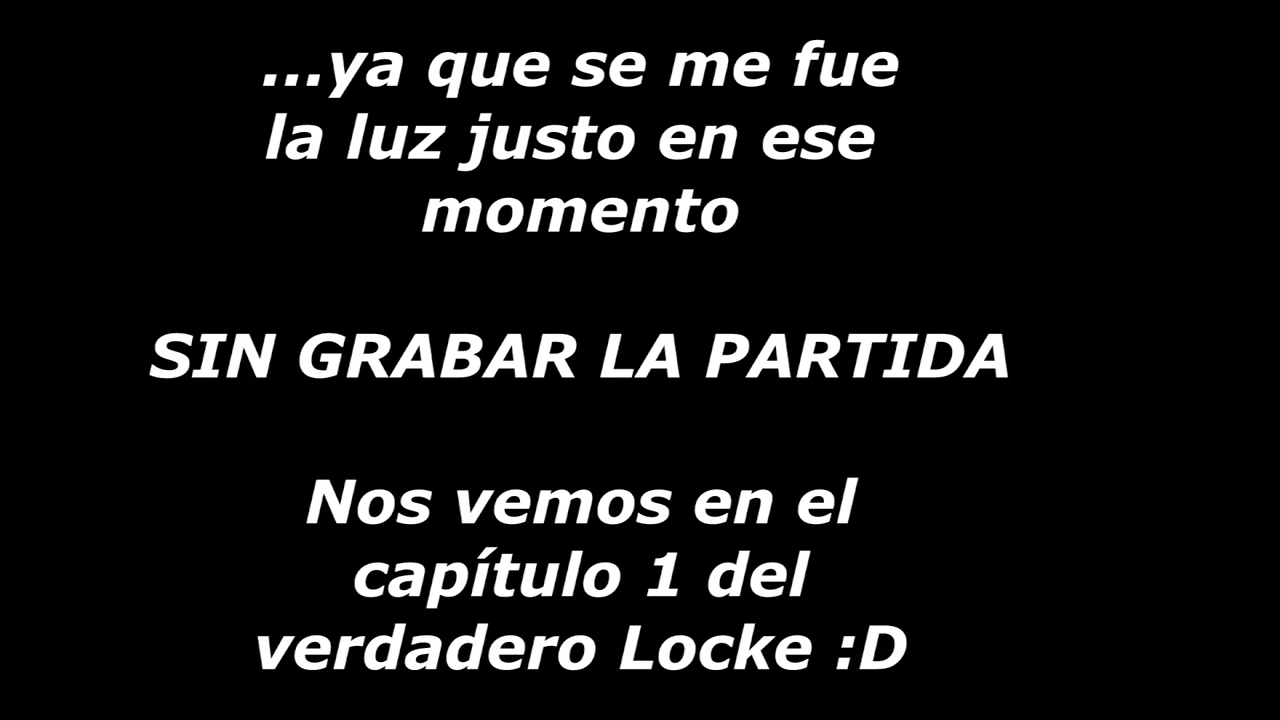 ...ya que se me fue
la luz justo en ese
momento
SIN GRABAR LA PARTIDA
Nos vemos en el
capítulo 1 del
verdadero Locke :D